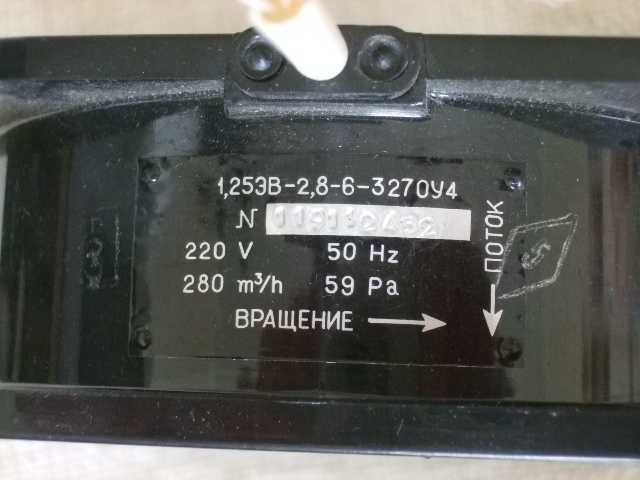 1,25ЭВ-2,8-6-3270У4
N
220 V 50 Hz
280 m³/h 59 Pa
ВРАЩЕНИЕ
ПОТОК